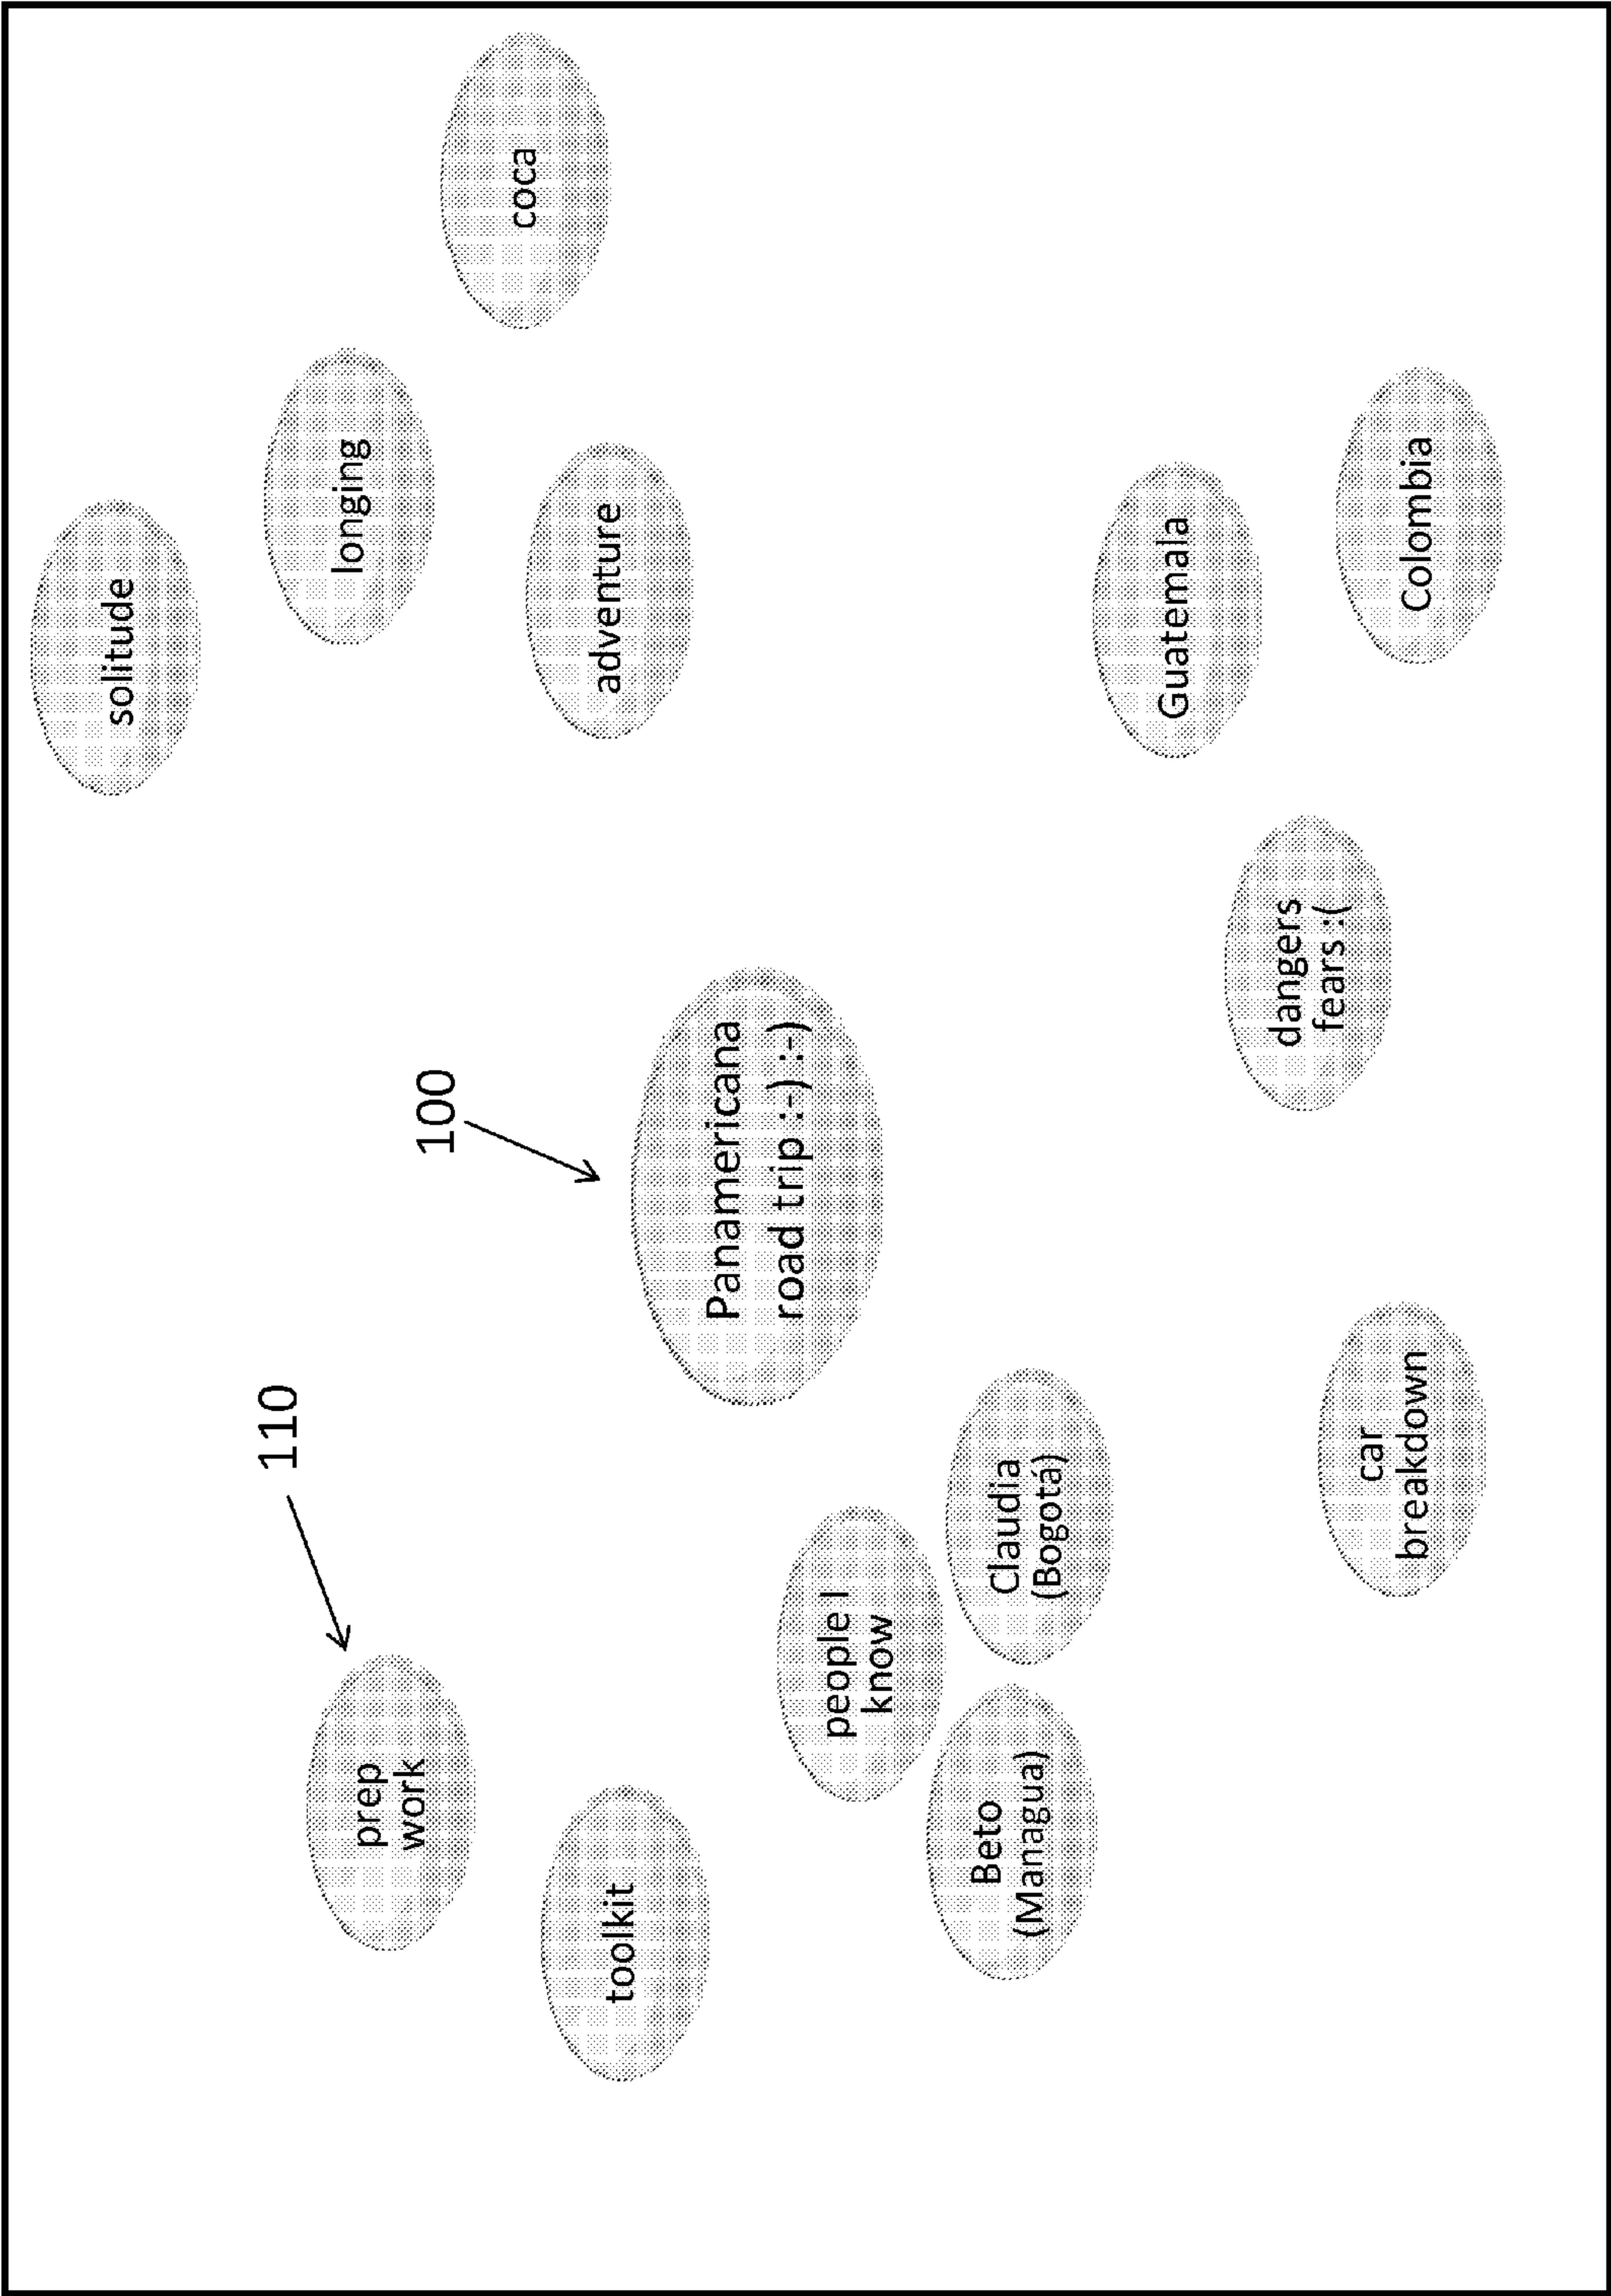 solitude
110
longing
prep
work
100
coca
adventure
toolkit
Panamericana
road trip :-) :-)
people I
know
Beto
(Managua)
Claudia
(Bogotá)
Guatemala
dangers
fears :(
car
breakdown
Colombia